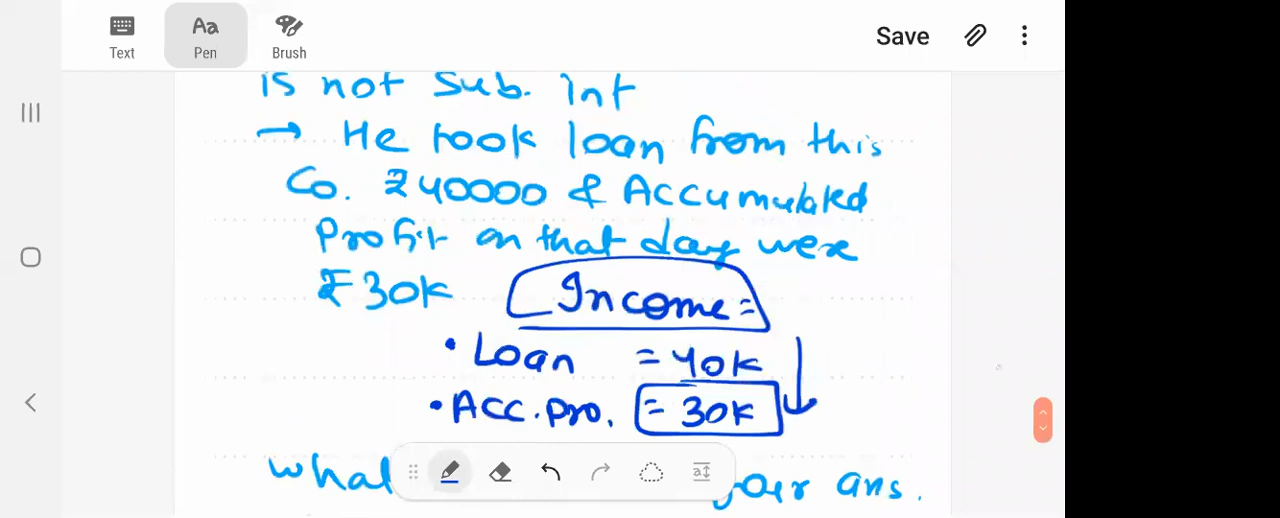 Text
Aa
Pen
Brush
Save
is not sub. int
→ He took loan from this
Co. ₹40000 & Accumulated
Profit on that day were
₹30K
Income =
• Loan = 40K
• Acc. pro. = 30K
what your ans.